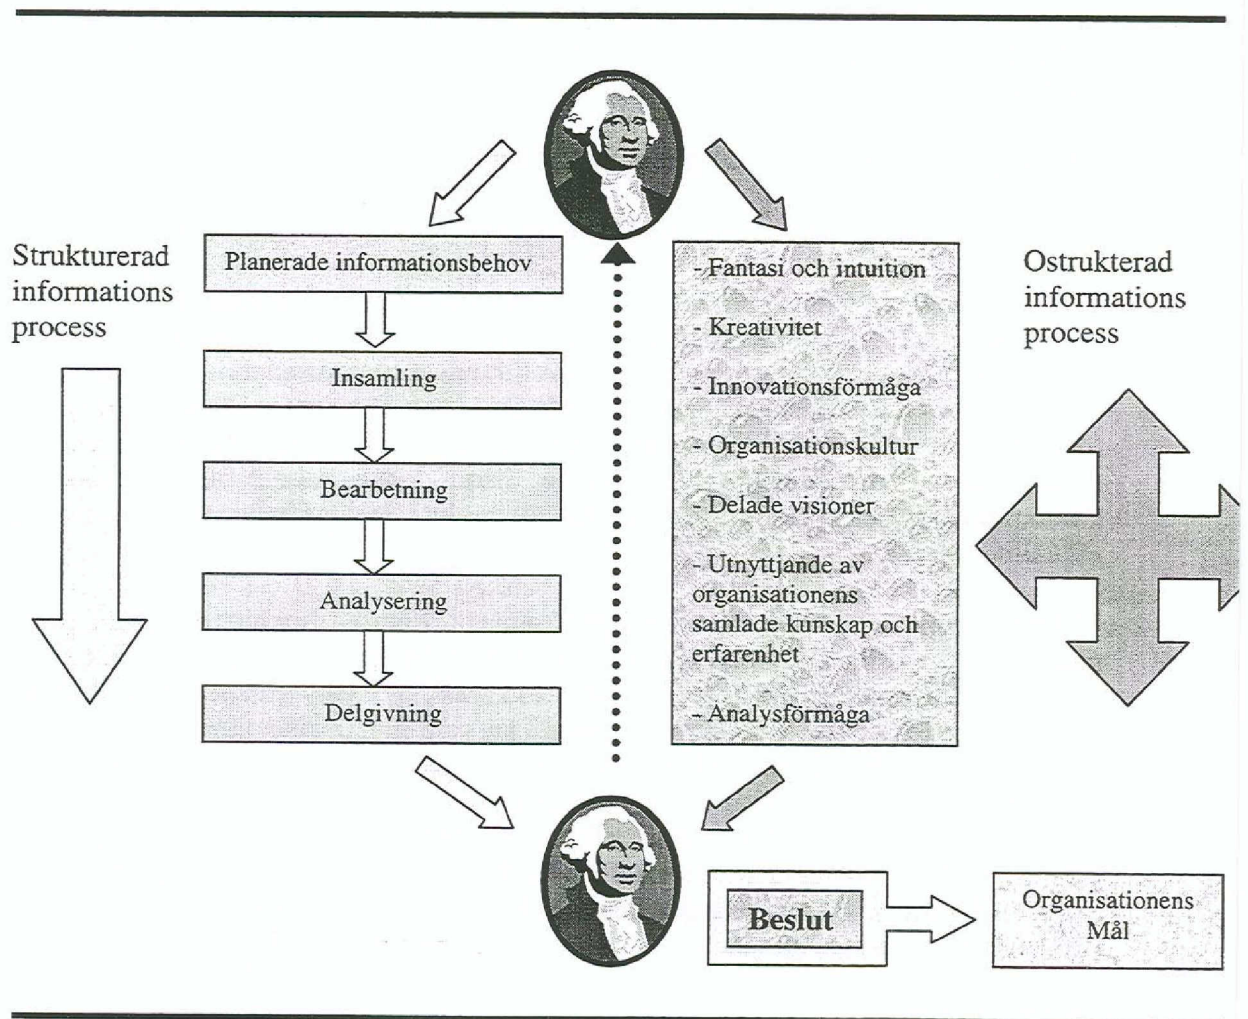 Strukturerad
informations
process
Planerade informationsbehov
Insamling
Bearbetning
Analysering
Delgivning
- Fantasi och intuition
- Kreativitet
- Innovationsförmåga
- Organisationskultur
- Delade visioner
- Utnyttjande av
organisationens
samlade kunskap och
erfarenhet
- Analysförmåga
Ostrukterad
informations
process
Beslut
Organisationens
Mål